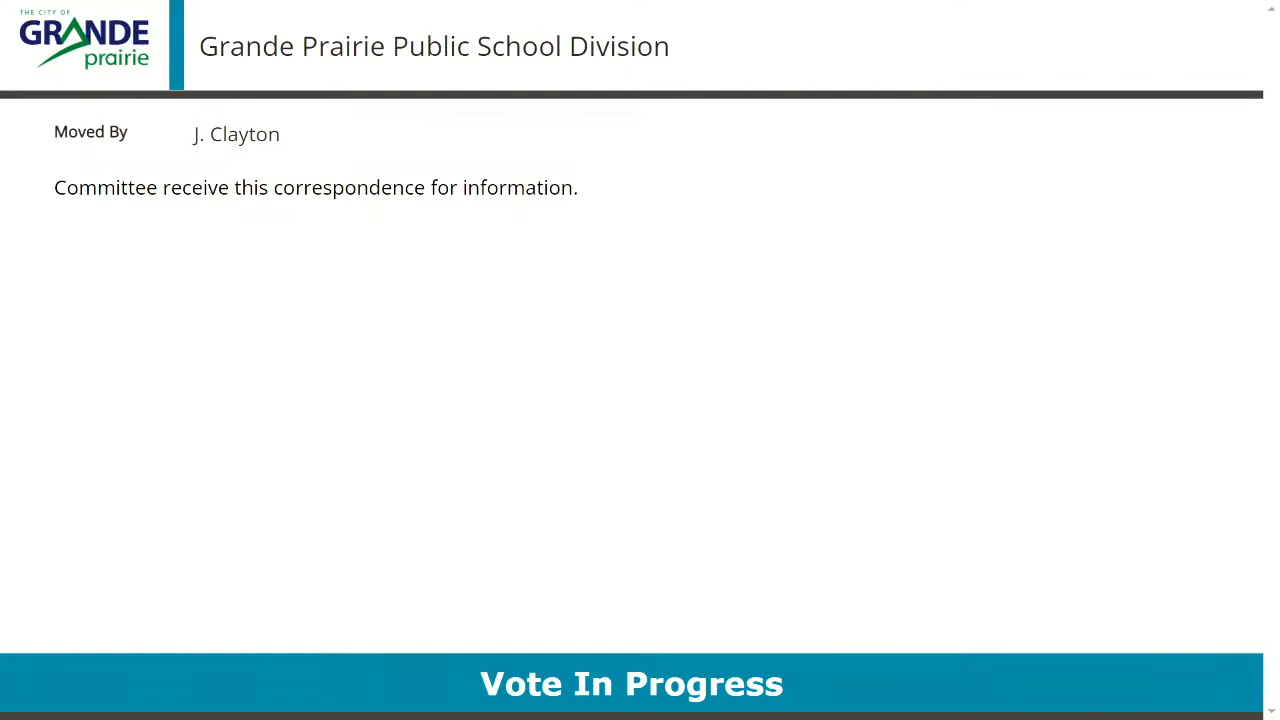 THE CITY OF
GRANDE
prairie
Grande Prairie Public School Division
Moved By J. Clayton
Committee receive this correspondence for information.
Vote In Progress